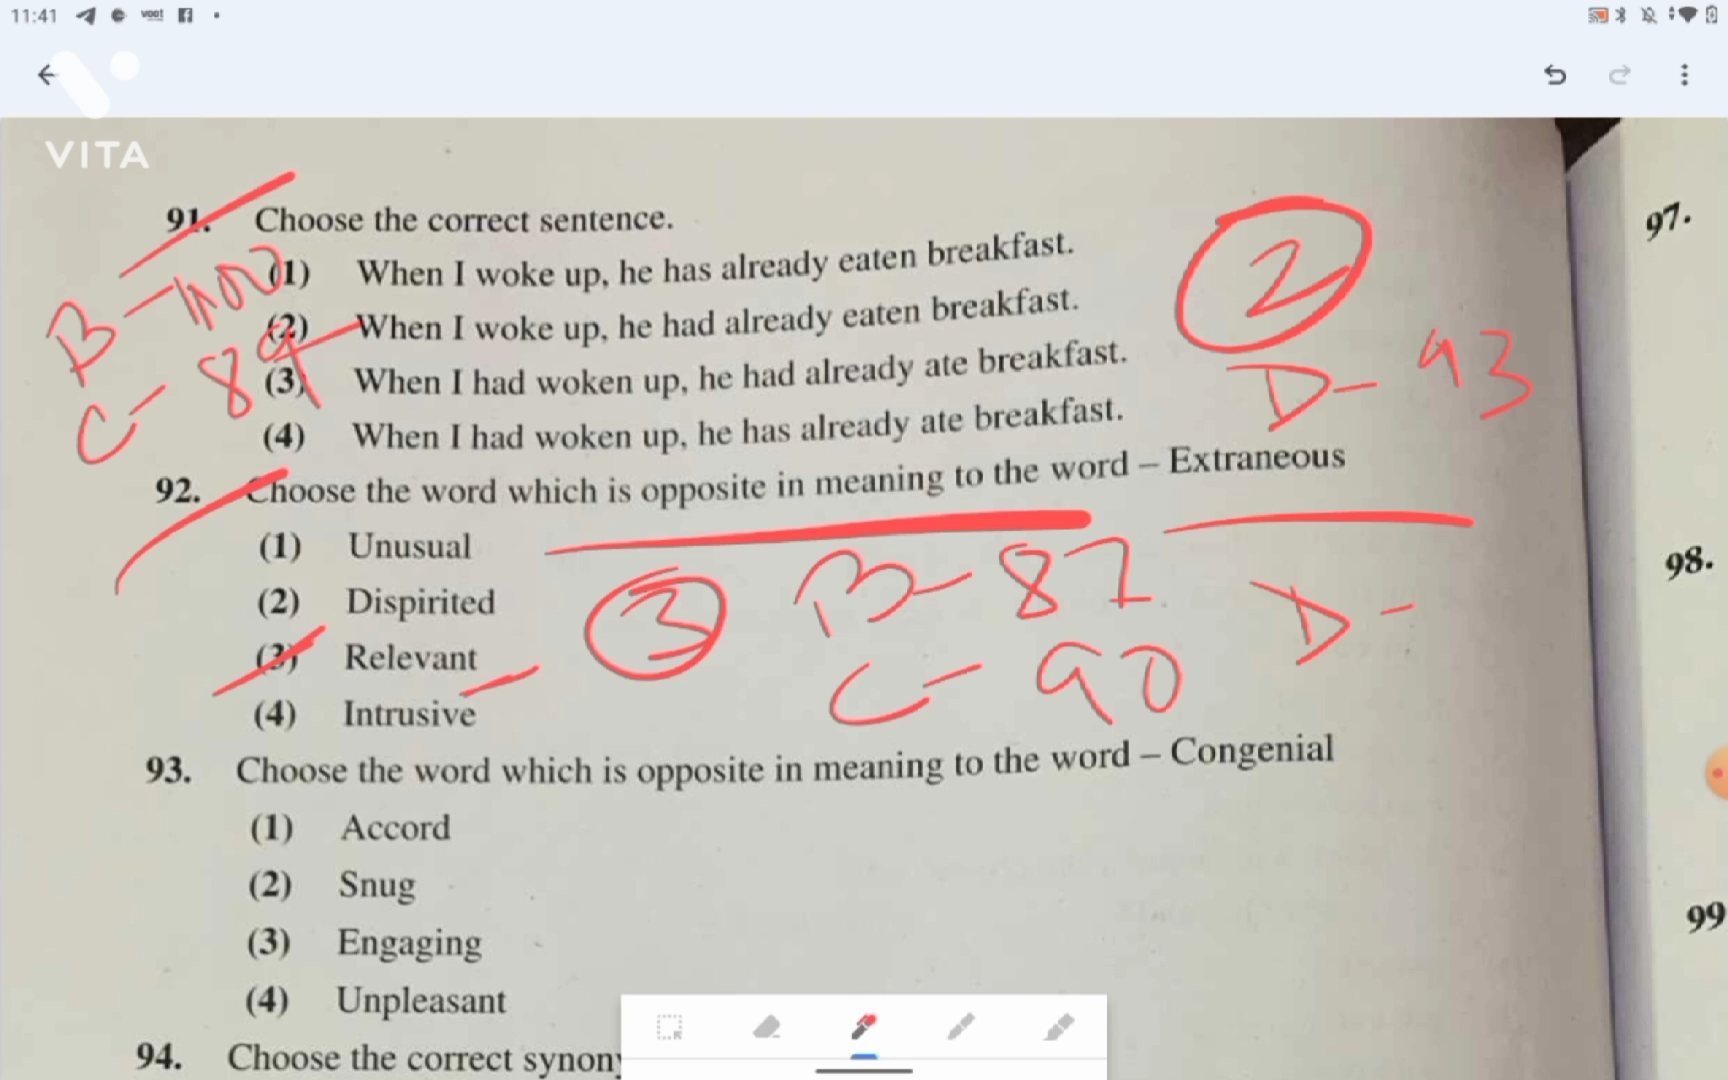 11:41 voot
VITA
91. Choose the correct sentence.
(1) When I woke up, he has already eaten breakfast.
(2) When I woke up, he had already eaten breakfast.
(3) When I had woken up, he had already ate breakfast.
(4) When I had woken up, he has already ate breakfast.
B - 100
C - 89
2
D - 93
92. Choose the word which is opposite in meaning to the word – Extraneous
(1) Unusual
(2) Dispirited
(3) Relevant
(4) Intrusive
3
B - 87
C - 90
D -
93. Choose the word which is opposite in meaning to the word – Congenial
(1) Accord
(2) Snug
(3) Engaging
(4) Unpleasant
94. Choose the correct synony
97.
98.
99